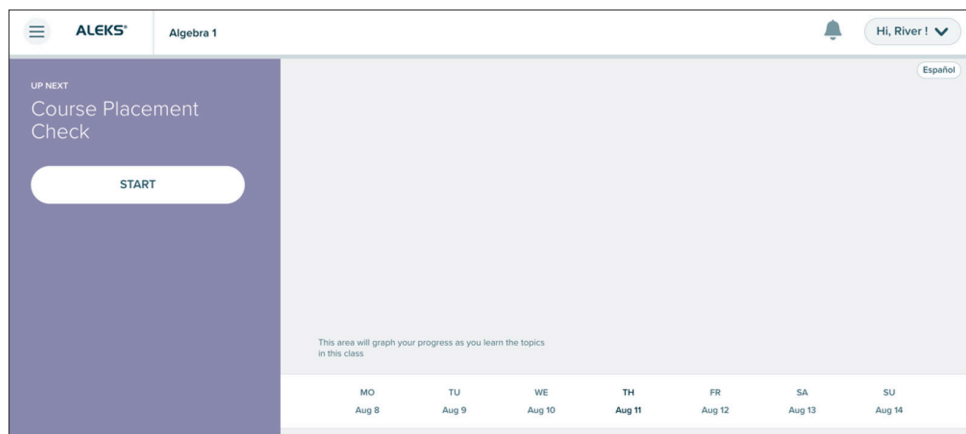 ALEKS®
Algebra 1
Hi, River !
Español
UP NEXT
Course Placement
Check
START
This area will graph your progress as you learn the topics
in this class
MO TU WE TH FR SA SU
Aug 8 Aug 9 Aug 10 Aug 11 Aug 12 Aug 13 Aug 14